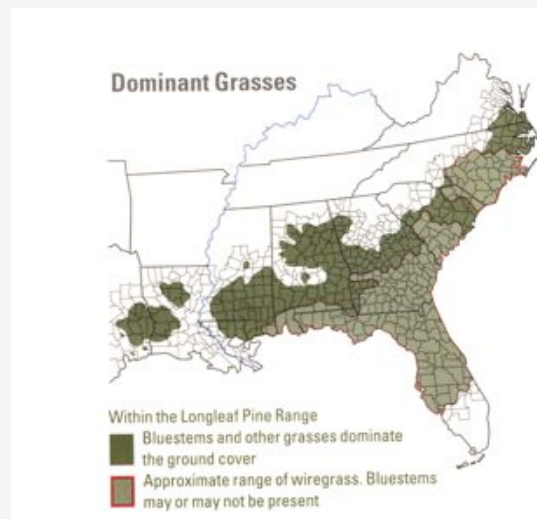 Dominant Grasses
Within the Longleaf Pine Range
Bluestems and other grasses dominate
the ground cover
Approximate range of wiregrass. Bluestems
may or may not be present